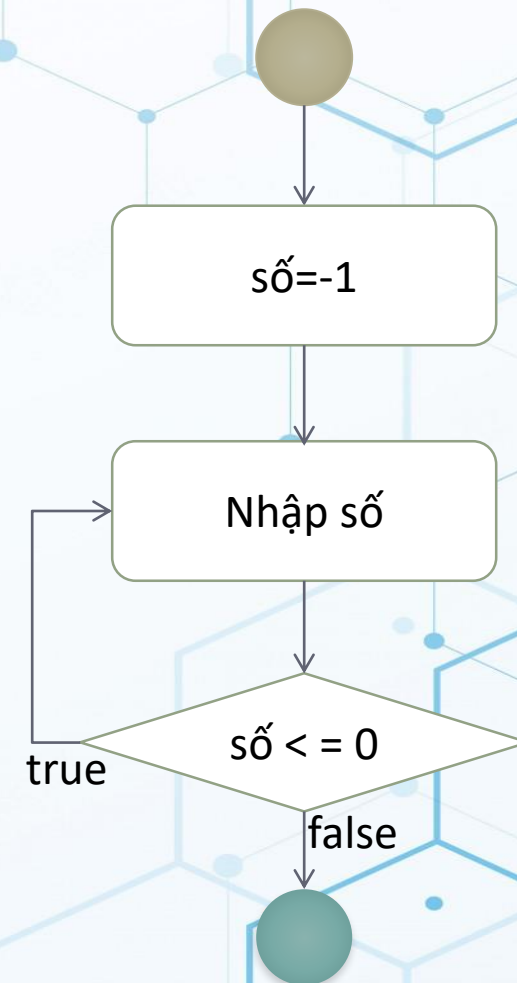 số=-1
Nhập số
số < = 0
true
false